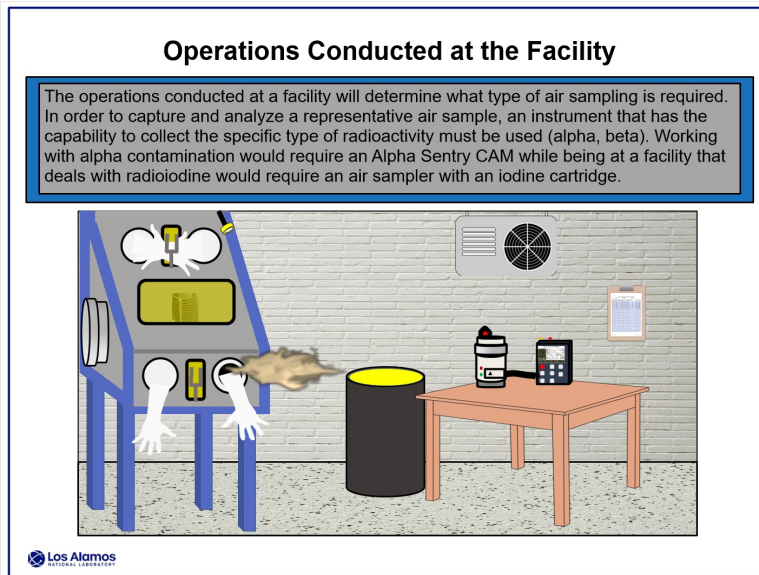 Operations Conducted at the Facility
The operations conducted at a facility will determine what type of air sampling is required.
In order to capture and analyze a representative air sample, an instrument that has the
capability to collect the specific type of radioactivity must be used (alpha, beta). Working
with alpha contamination would require an Alpha Sentry CAM while being at a facility that
deals with radioiodine would require an air sampler with an iodine cartridge.
Los Alamos
NATIONAL LABORATORY